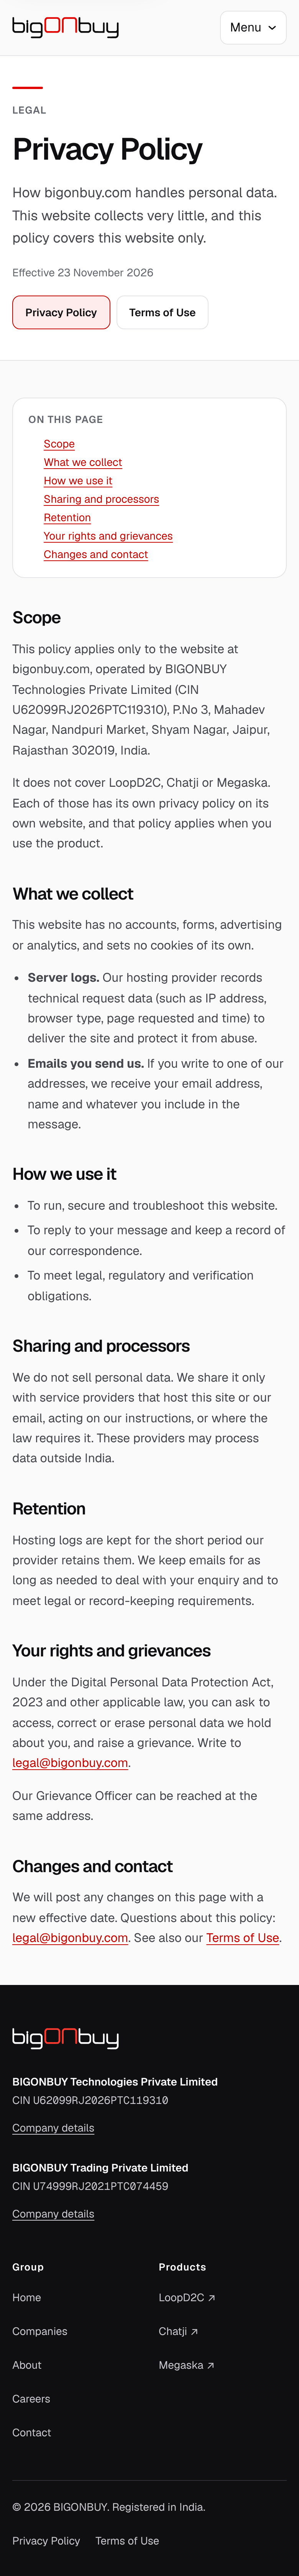 bigONbuy
Menu
LEGAL
Privacy Policy
How bigonbuy.com handles personal data.
This website collects very little, and this
policy covers this website only.
Effective 23 November 2026
Privacy Policy
Terms of Use
ON THIS PAGE
Scope
What we collect
How we use it
Sharing and processors
Retention
Your rights and grievances
Changes and contact
Scope
This policy applies only to the website at
bigonbuy.com, operated by BIGONBUY
Technologies Private Limited (CIN
U62099RJ2026PTC119310), P.No 3, Mahadev
Nagar, Nandpuri Market, Shyam Nagar, Jaipur,
Rajasthan 302019, India.
It does not cover LoopD2C, Chatji or Megaska.
Each of those has its own privacy policy on its
own website, and that policy applies when you
use the product.
What we collect
This website has no accounts, forms, advertising
or analytics, and sets no cookies of its own.
• Server logs. Our hosting provider records
technical request data (such as IP address,
browser type, page requested and time) to
deliver the site and protect it from abuse.
• Emails you send us. If you write to one of our
addresses, we receive your email address,
name and whatever you include in the
message.
How we use it
• To run, secure and troubleshoot this website.
• To reply to your message and keep a record of
our correspondence.
• To meet legal, regulatory and verification
obligations.
Sharing and processors
We do not sell personal data. We share it only
with service providers that host this site or our
email, acting on our instructions, or where the
law requires it. These providers may process
data outside India.
Retention
Hosting logs are kept for the short period our
provider retains them. We keep emails for as
long as needed to deal with your enquiry and to
meet legal or record-keeping requirements.
Your rights and grievances
Under the Digital Personal Data Protection Act,
2023 and other applicable law, you can ask to
access, correct or erase personal data we hold
about you, and raise a grievance. Write to
legal@bigonbuy.com.
Our Grievance Officer can be reached at the
same address.
Changes and contact
We will post any changes on this page with a
new effective date. Questions about this policy:
legal@bigonbuy.com. See also our Terms of Use.
bigONbuy
BIGONBUY Technologies Private Limited
CIN U62099RJ2026PTC119310
Company details
BIGONBUY Trading Private Limited
CIN U74999RJ2021PTC074459
Company details
Group
Home
Companies
About
Careers
Contact
Products
LoopD2C ↗
Chatji ↗
Megaska ↗
© 2026 BIGONBUY. Registered in India.
Privacy Policy
Terms of Use